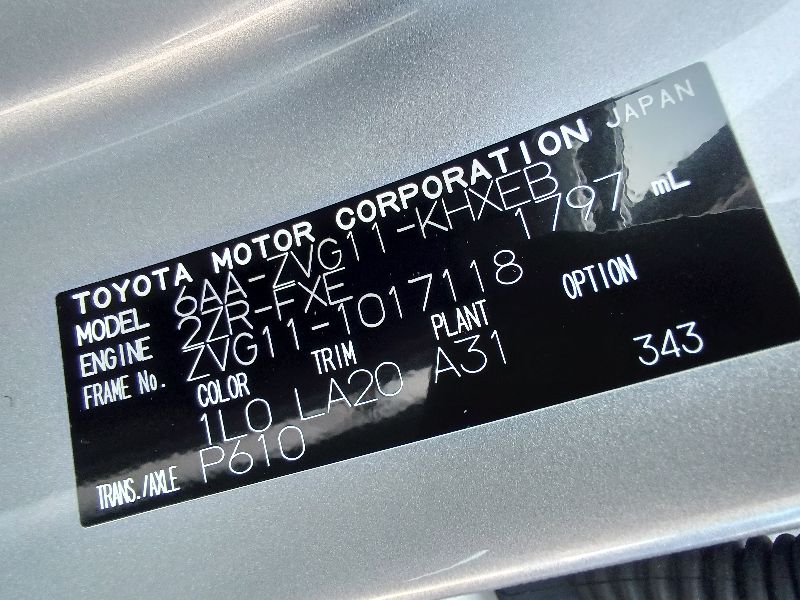 TOYOTA MOTOR CORPORATION JAPAN
MODEL 6AA-ZVG11-KHXEB
ENGINE 2ZR-FXE 1797 mL
FRAME No. ZVG11-1017118
COLOR TRIM PLANT OPTION
1L0 LA20 A31
TRANS./AXLE P610 343